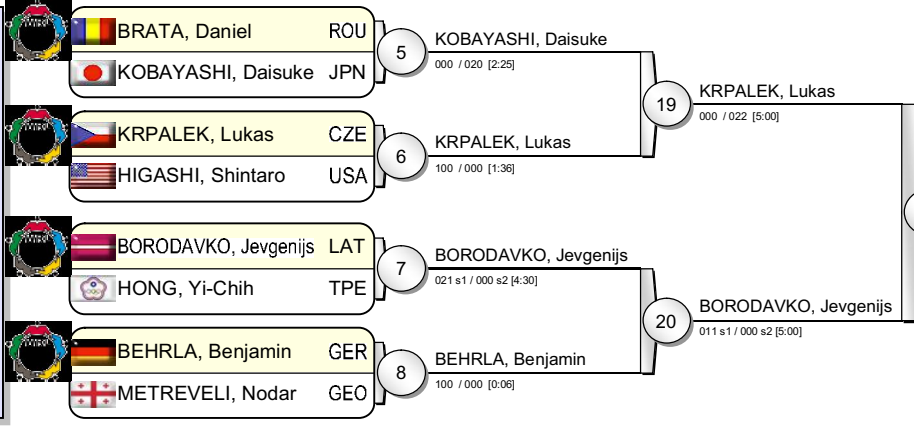 BRATA, Daniel ROU
KOBAYASHI, Daisuke JPN
5
KOBAYASHI, Daisuke
000 / 020 [2:25]
KRPALEK, Lukas CZE
HIGASHI, Shintaro USA
6
KRPALEK, Lukas
100 / 000 [1:36]
19
KRPALEK, Lukas
000 / 022 [5:00]
BORODAVKO, Jevgenijs LAT
HONG, Yi-Chih TPE
7
BORODAVKO, Jevgenijs
021 s1 / 000 s2 [4:30]
BEHRLA, Benjamin GER
METREVELI, Nodar GEO
8
BEHRLA, Benjamin
100 / 000 [0:06]
20
BORODAVKO, Jevgenijs
011 s1 / 000 s2 [5:00]